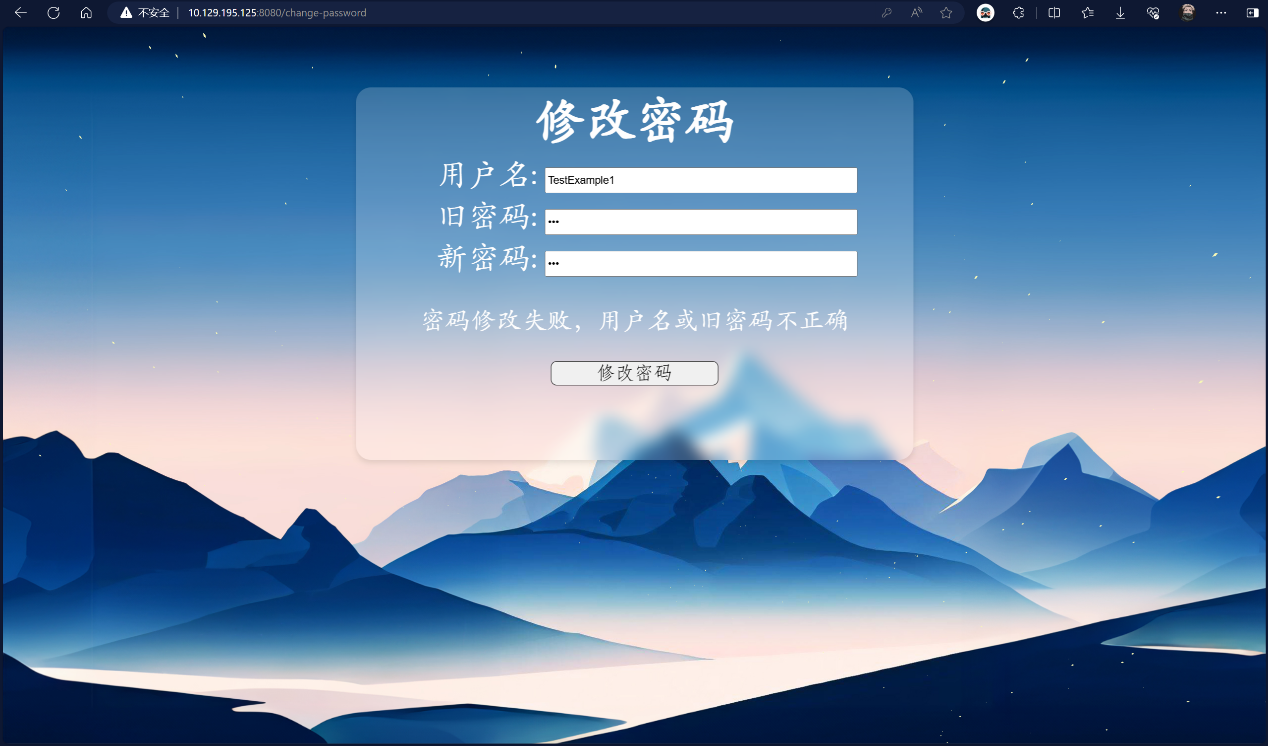 不安全 10.129.195.125:8080/change-password
修改密码
用户名: TestExample1
旧密码: •••
新密码: •••
密码修改失败，用户名或旧密码不正确
修改密码